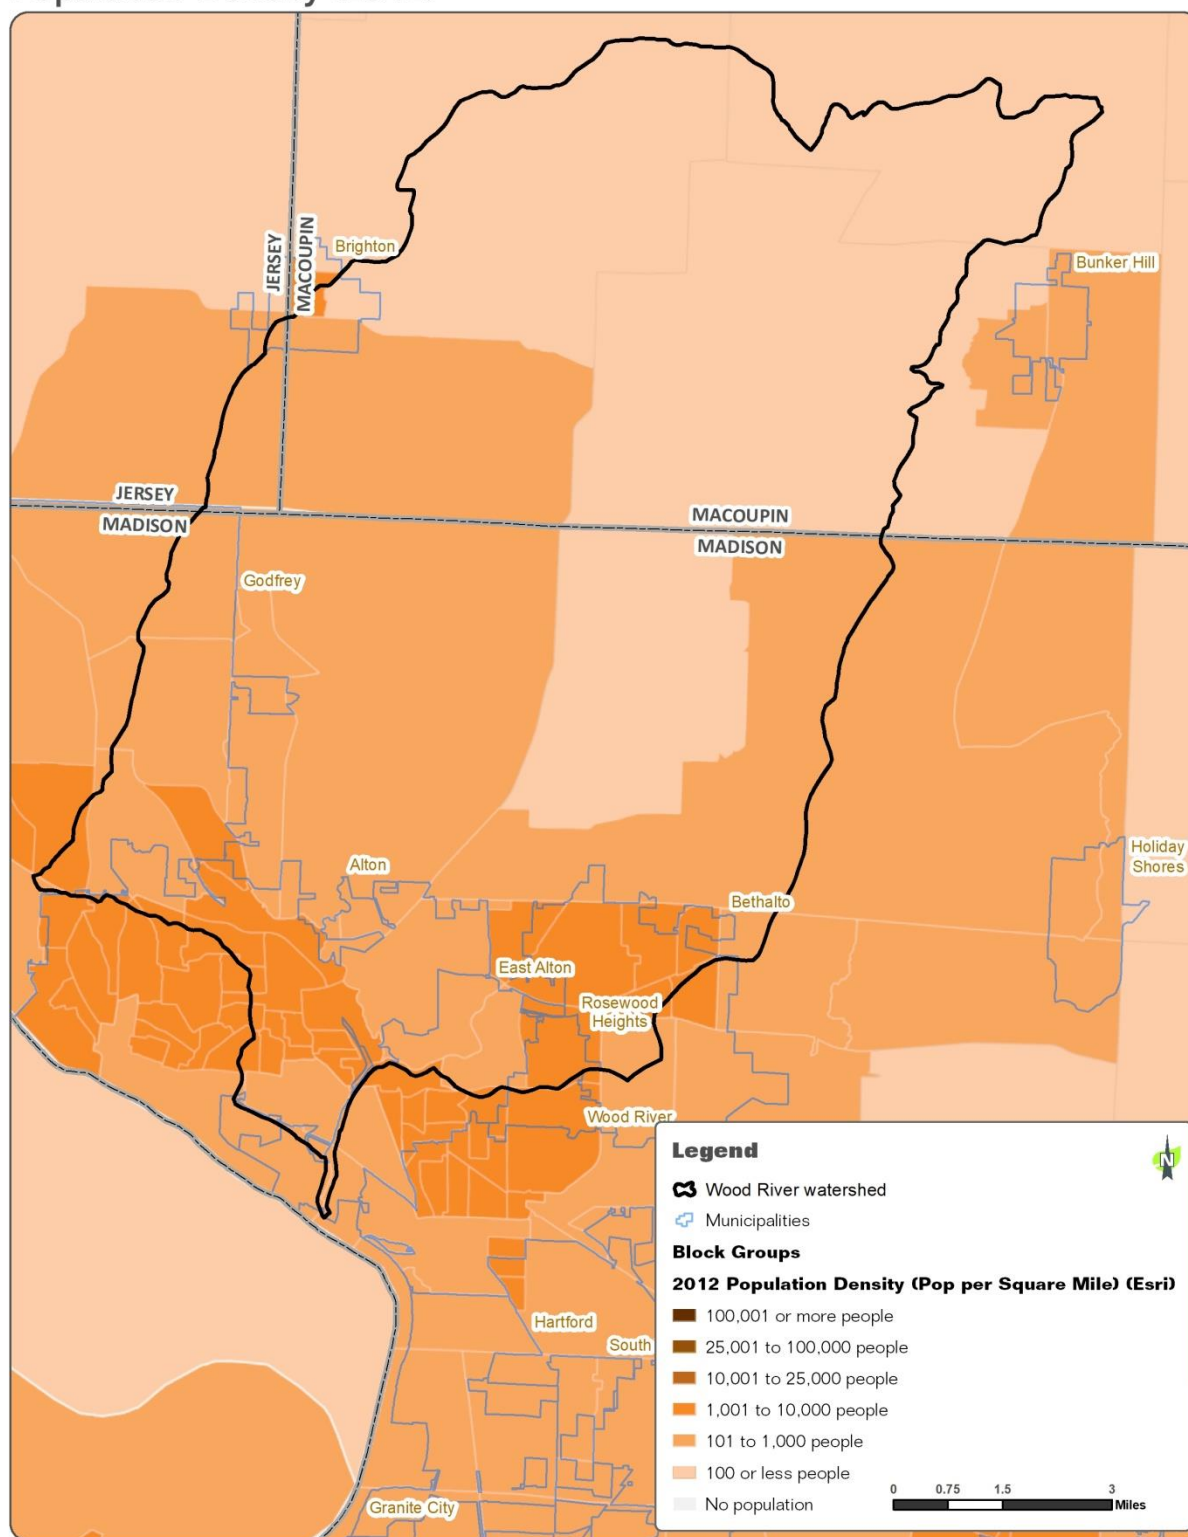 Brighton
JERSEY
MACOUPIN
Bunker Hill
JERSEY
MADISON
MACOUPIN
MADISON
Godfrey
Holiday
Shores
Alton
Bethalto
East Alton
Rosewood
Heights
Wood River
Hartford
South
Granite City
Legend
N
Wood River watershed
Municipalities
Block Groups
2012 Population Density (Pop per Square Mile) (Esri)
100,001 or more people
25,001 to 100,000 people
10,001 to 25,000 people
1,001 to 10,000 people
101 to 1,000 people
100 or less people
No population
0 0.75 1.5 3
Miles